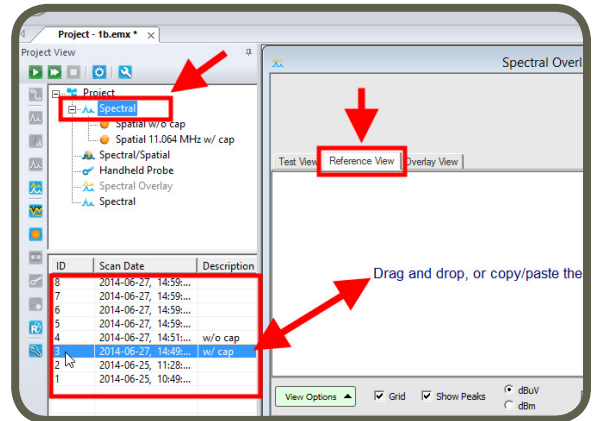 Project - 1b.emx * ×
Project View
Project
Spectral
Spatial w/o cap
Spatial 11.064 MHz w/ cap
Spectral/Spatial
Handheld Probe
Spectral Overlay
Spectral
ID Scan Date Description
8 2014-06-27, 14:59:...
7 2014-06-27, 14:59:...
6 2014-06-27, 14:59:...
5 2014-06-27, 14:59:...
4 2014-06-27, 14:51:... w/o cap
3 2014-06-27, 14:49:... w/ cap
2 2014-06-25, 11:28:...
1 2014-06-25, 10:49:...
Spectral Overl
Test View Reference View Overlay View
Drag and drop, or copy/paste the
View Options Grid Show Peaks dBuV
dBm